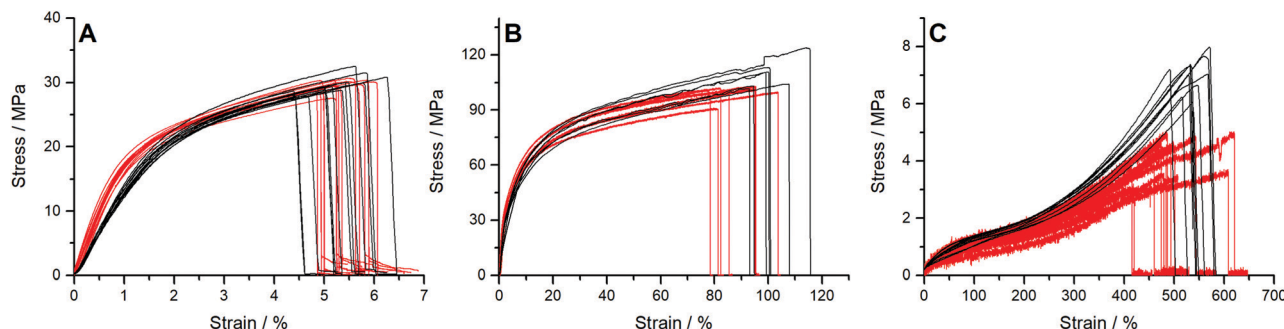 A
Stress / MPa
40
30
20
10
0
0 1 2 3 4 5 6 7
Strain / %
B
Stress / MPa
120
90
60
30
0
0 20 40 60 80 100 120
Strain / %
C
Stress / MPa
8
6
4
2
0
0 100 200 300 400 500 600 700
Strain / %